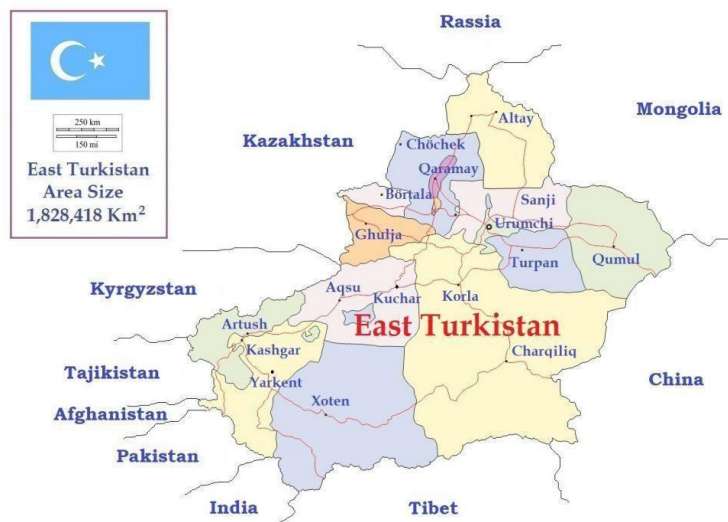 250 km
150 mi
East Turkistan
Area Size
1,828,418 Km²
Rassia
Mongolia
Kazakhstan
Altay
Chöchek
Qaramay
Börtala
Sanji
Urumchi
Ghulja
Turpan
Qumul
Kyrgyzstan
Aqsu
Kuchar
Korla
East Turkistan
Artush
Kashgar
Charqiliq
Tajikistan
Yarkent
China
Afghanistan
Xoten
Pakistan
India
Tibet